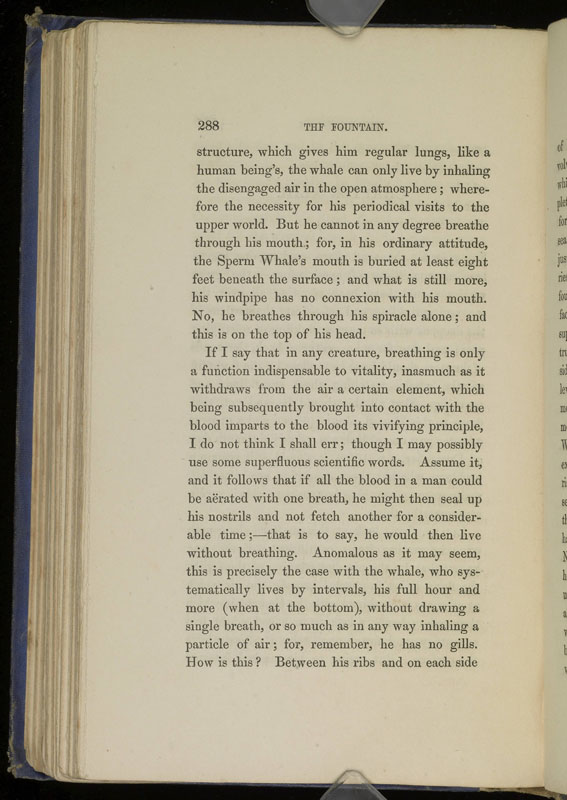 288 THE FOUNTAIN.
structure, which gives him regular lungs, like a
human being's, the whale can only live by inhaling
the disengaged air in the open atmosphere; where-
fore the necessity for his periodical visits to the
upper world. But he cannot in any degree breathe
through his mouth; for, in his ordinary attitude,
the Sperm Whale's mouth is buried at least eight
feet beneath the surface; and what is still more,
his windpipe has no connexion with his mouth.
No, he breathes through his spiracle alone; and
this is on the top of his head.
If I say that in any creature, breathing is only
a function indispensable to vitality, inasmuch as it
withdraws from the air a certain element, which
being subsequently brought into contact with the
blood imparts to the blood its vivifying principle,
I do not think I shall err; though I may possibly
use some superfluous scientific words. Assume it,
and it follows that if all the blood in a man could
be aërated with one breath, he might then seal up
his nostrils and not fetch another for a consider-
able time;—that is to say, he would then live
without breathing. Anomalous as it may seem,
this is precisely the case with the whale, who sys-
tematically lives by intervals, his full hour and
more (when at the bottom), without drawing a
single breath, or so much as in any way inhaling a
particle of air; for, remember, he has no gills.
How is this? Between his ribs and on each side